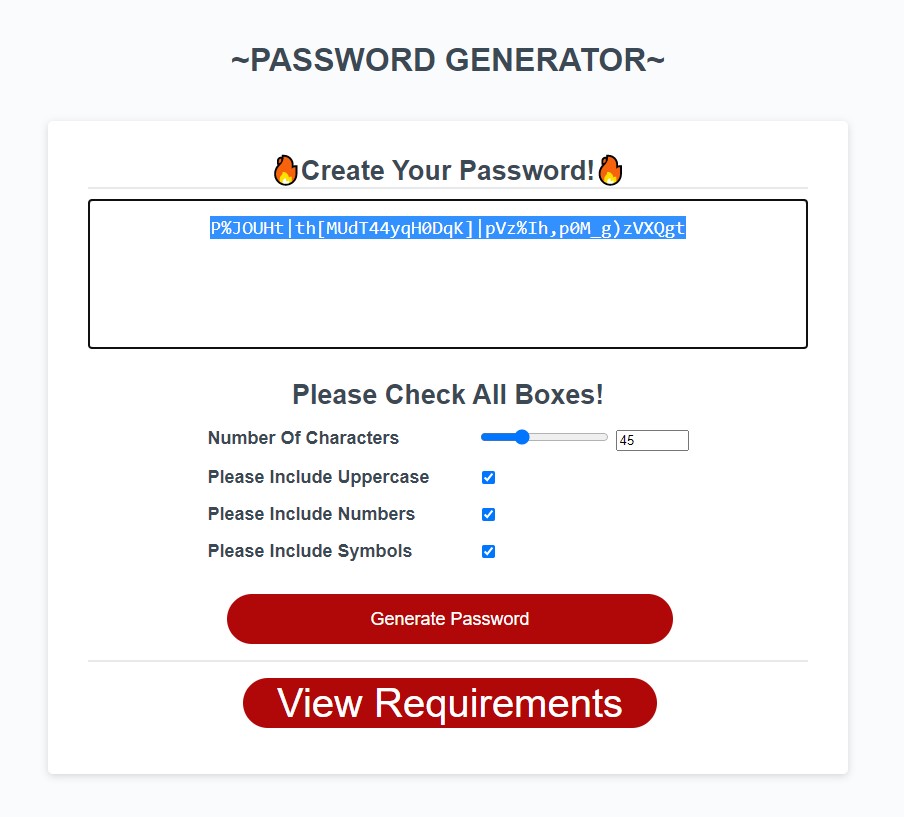 ~PASSWORD GENERATOR~
🔥Create Your Password!🔥
P%JOUHt|th[MUdT44yqH0DqK]|pVz%Ih,p0M_g)zVXQgt
Please Check All Boxes!
Number Of Characters 45
Please Include Uppercase
Please Include Numbers
Please Include Symbols
Generate Password
View Requirements